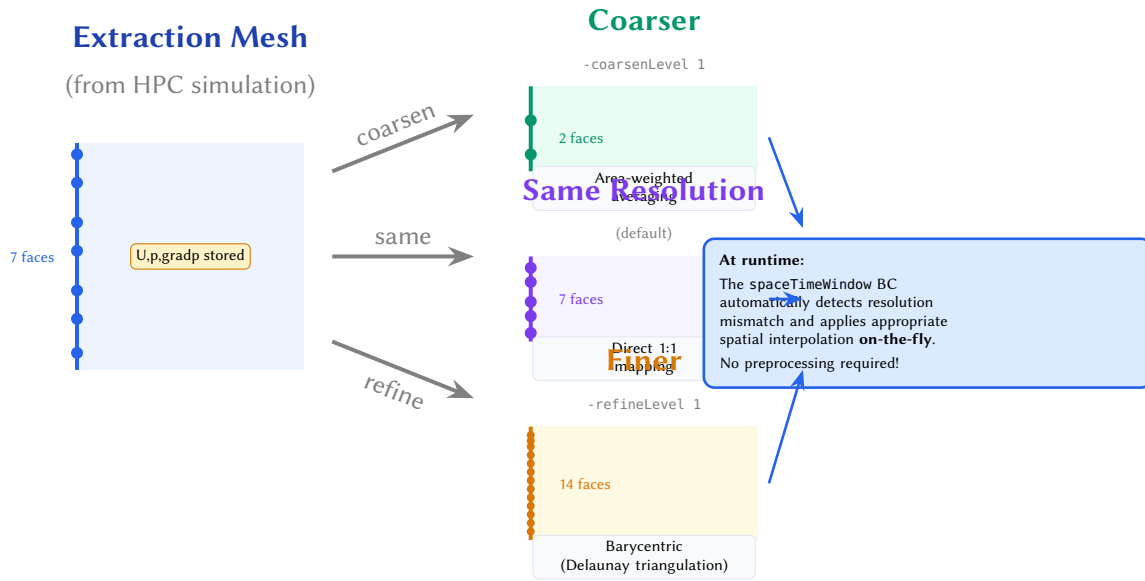 Extraction Mesh
(from HPC simulation)
7 faces
U,p,gradp stored
coarsen
same
refine
Coarser
-coarsenLevel 1
2 faces
Area-weighted
averaging
Same Resolution
(default)
7 faces
Direct 1:1
mapping
Finer
-refineLevel 1
14 faces
Barycentric
(Delaunay triangulation)
At runtime:
The spaceTimeWindow BC
automatically detects resolution
mismatch and applies appropriate
spatial interpolation on-the-fly.
No preprocessing required!